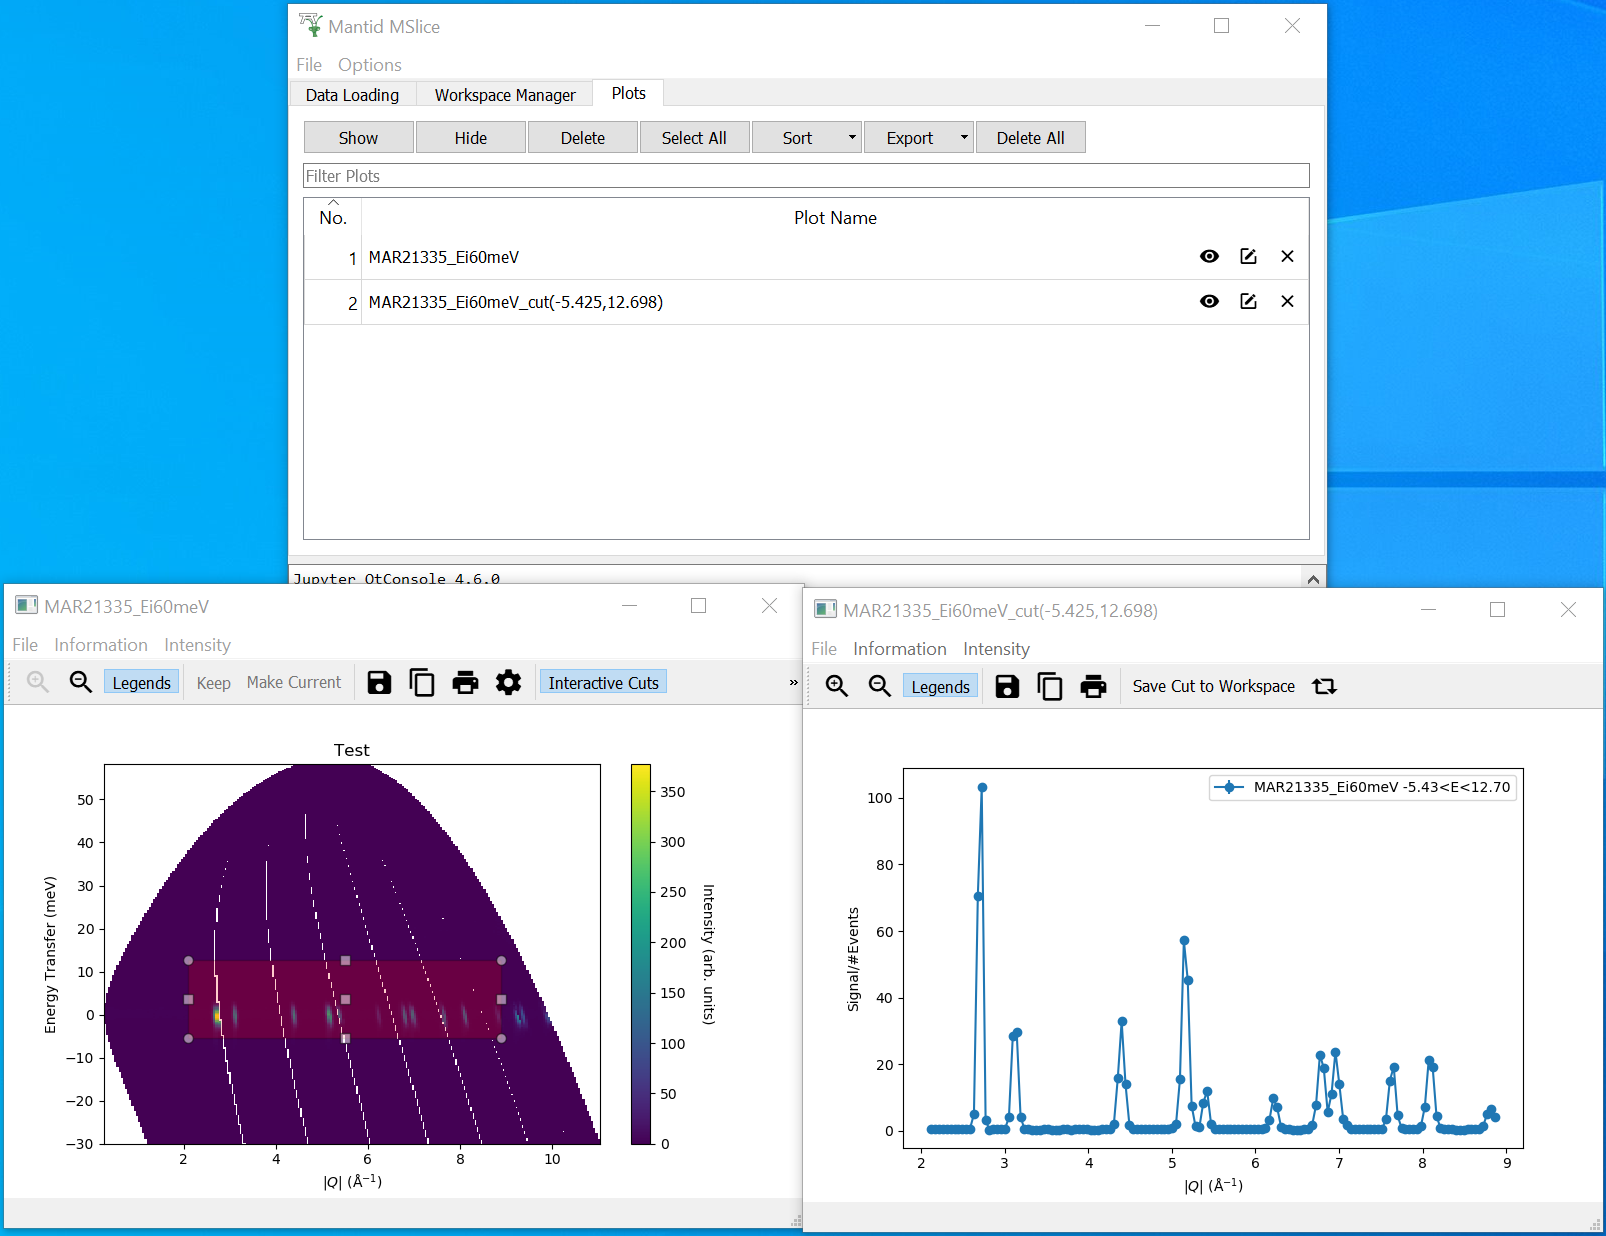 Mantid MSlice
File Options
Data Loading Workspace Manager Plots
Show Hide Delete Select All Sort Export Delete All
Filter Plots
No. Plot Name
1 MAR21335_Ei60meV
2 MAR21335_Ei60meV_cut(-5.425,12.698)
Jupyter QtConsole 4.6.0
MAR21335_Ei60meV
File Information Intensity
Legends Keep Make Current Interactive Cuts »
Test
50
40
30
20
10
0
−10
−20
−30
Energy Transfer (meV)
2 4 6 8 10
|Q| (Å⁻¹)
350
300
250
200
150
100
50
0
Intensity (arb. units)
MAR21335_Ei60meV_cut(-5.425,12.698)
File Information Intensity
Legends Save Cut to Workspace
MAR21335_Ei60meV -5.43<E<12.70
100
80
60
40
20
0
Signal/#Events
2 3 4 5 6 7 8 9
|Q| (Å⁻¹)